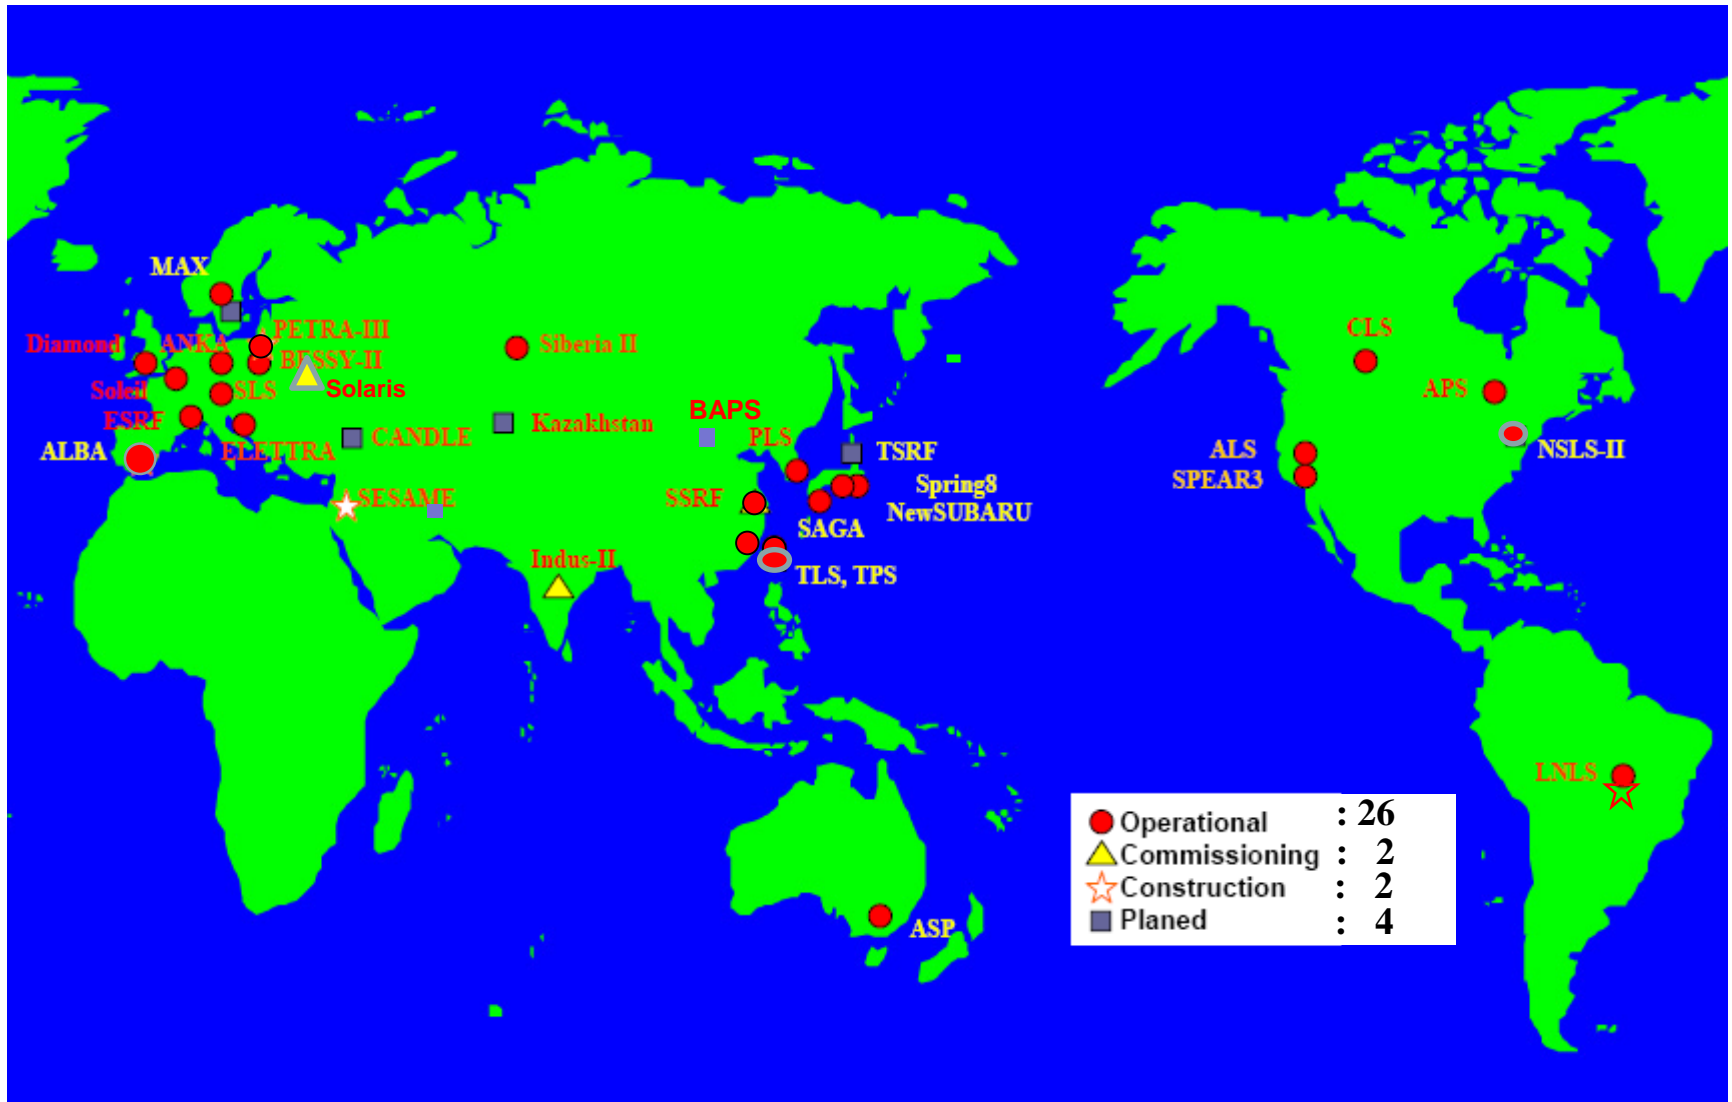 MAX
PETRA-III
Diamond
ANKA
Siberia II
BESSY-II
CLS
Soleil
SLS
Solaris
APS
ESRF
BAPS
Kazakhstan
PLS
ALBA
ELETTRA
CANDLE
TSRF
ALS
NSLS-II
SPEAR3
SESAME
SSRF
Spring8
NewSUBARU
SAGA
Indus-II
TLS, TPS
LNLS
Operational : 26
Commissioning : 2
Construction : 2
Planed : 4
ASP